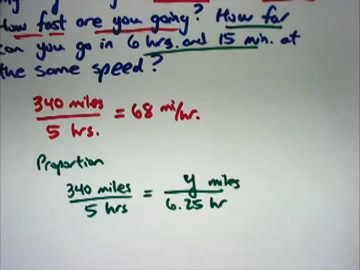 How fast are you going? How far
can you go in 6 hrs. and 15 min. at
the same speed?
340 miles / 5 hrs. = 68 mi/hr.
Proportion
340 miles / 5 hrs = y miles / 6.25 hr